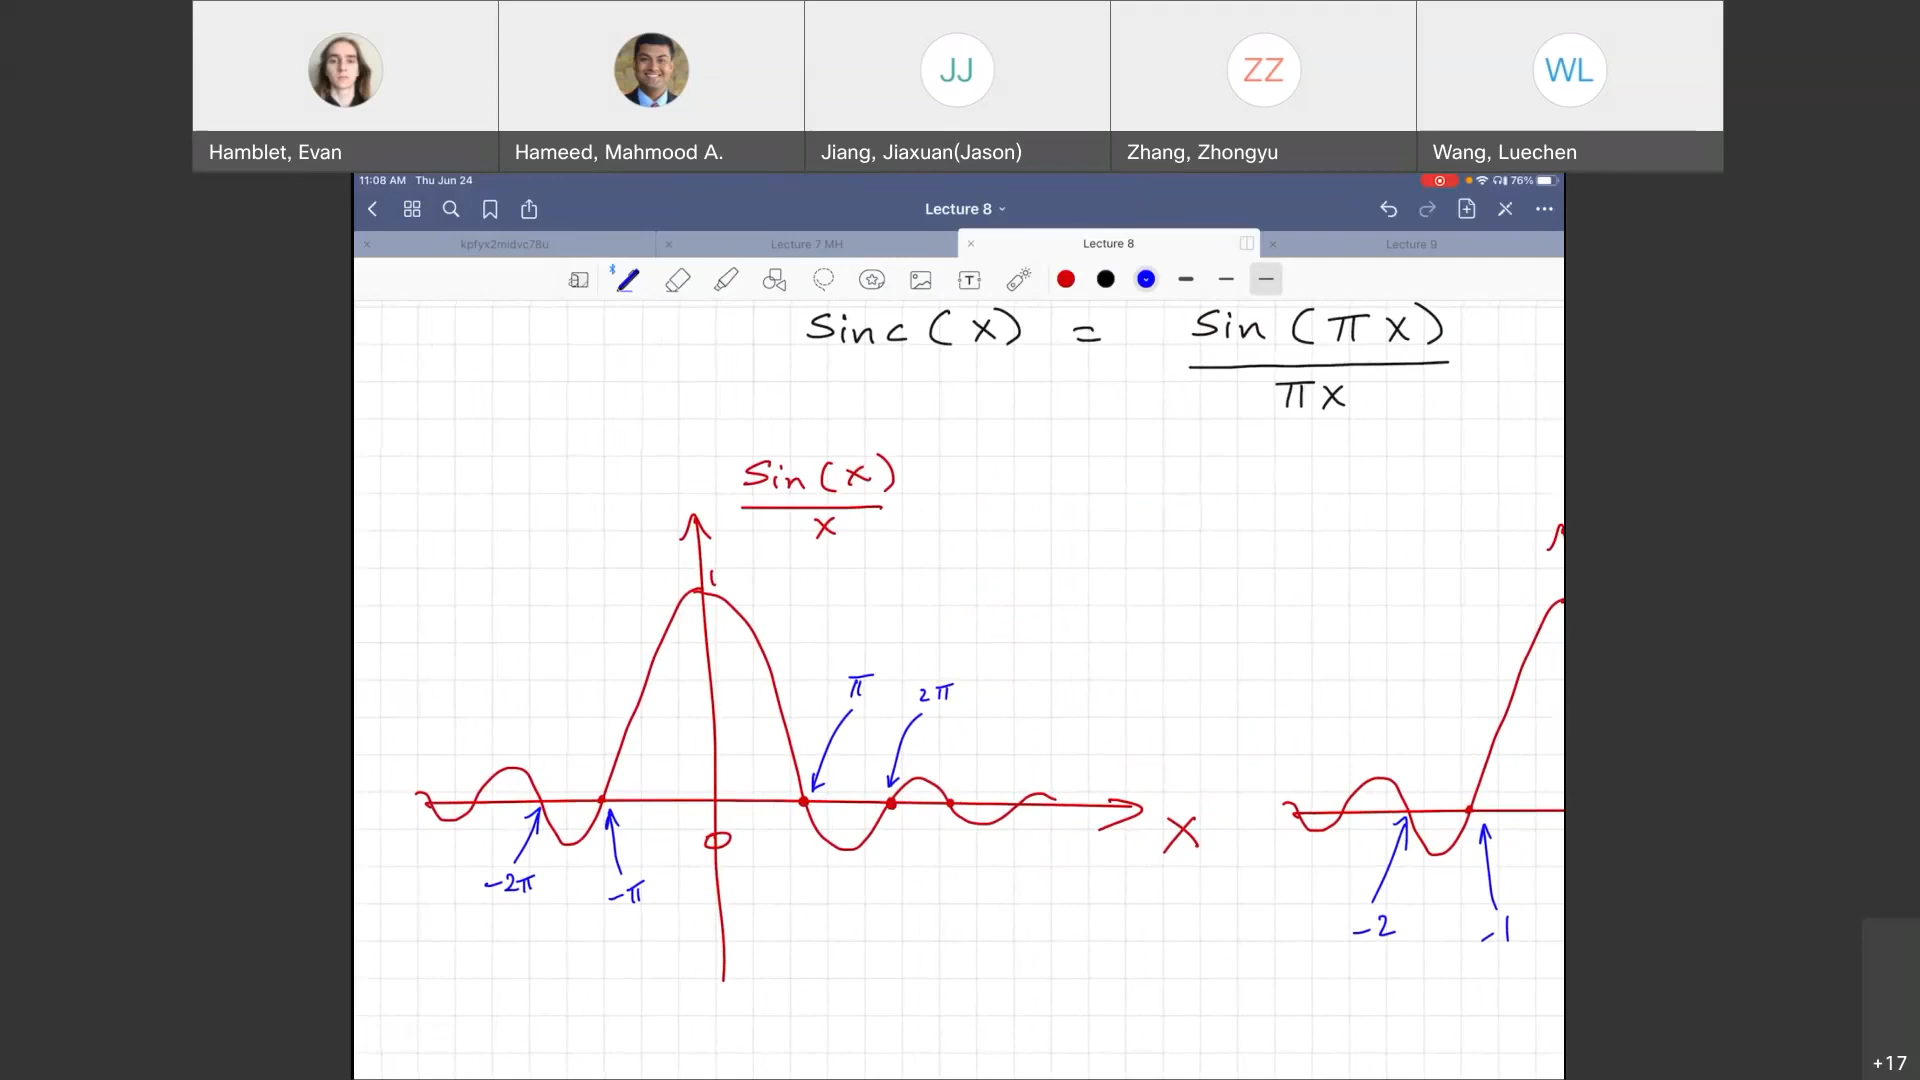 JJ
ZZ
WL
Hamblet, Evan
Hameed, Mahmood A.
Jiang, Jiaxuan(Jason)
Zhang, Zhongyu
Wang, Luechen
11:08 AM Thu Jun 24
76%
Lecture 8
kpfyx2midvc78u
Lecture 7 MH
Lecture 8
Lecture 9
T
Sinc (x) = Sin (πx)
πx
Sin (x)
x
1
π
2π
0
x
-2π
-π
-2
-1
+17